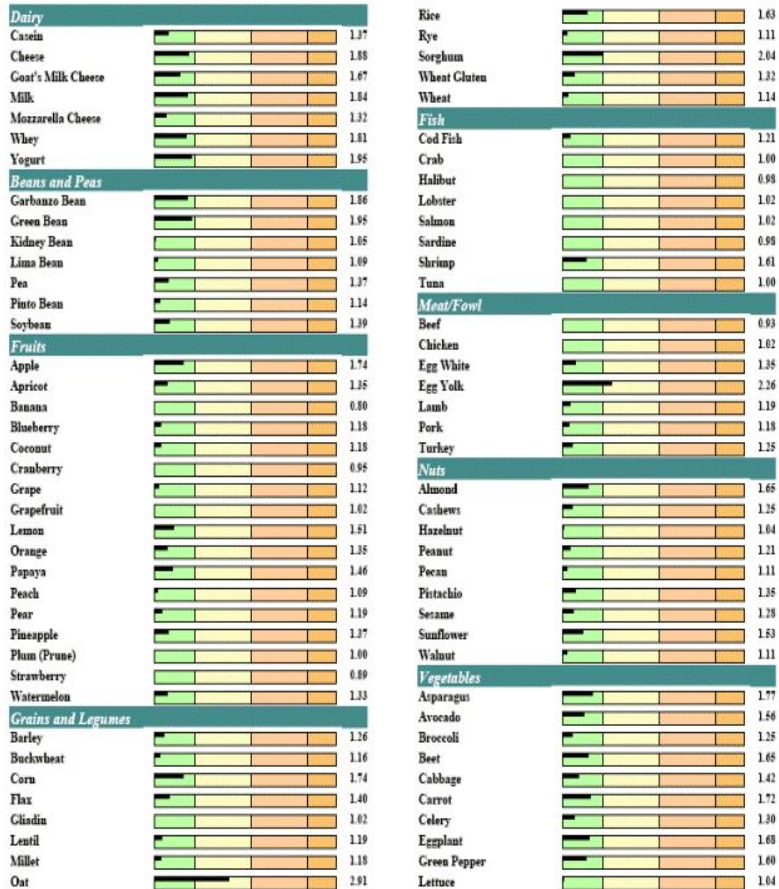 Dairy
Casein 1.37
Cheese 1.88
Goat's Milk Cheese 1.67
Milk 1.84
Mozzarella Cheese 1.32
Whey 1.81
Yogurt 1.95
Beans and Peas
Garbanzo Bean 1.86
Green Bean 1.95
Kidney Bean 1.05
Lima Bean 1.09
Pea 1.37
Pinto Bean 1.14
Soybean 1.39
Fruits
Apple 1.74
Apricot 1.35
Banana 0.80
Blueberry 1.18
Coconut 1.18
Cranberry 0.95
Grape 1.12
Grapefruit 1.02
Lemon 1.51
Orange 1.35
Papaya 1.46
Peach 1.09
Pear 1.19
Pineapple 1.37
Plum (Prune) 1.00
Strawberry 0.89
Watermelon 1.33
Grains and Legumes
Barley 1.26
Buckwheat 1.16
Corn 1.74
Flax 1.40
Gliadin 1.02
Lentil 1.19
Millet 1.18
Oat 2.91
Rice 1.63
Rye 1.11
Sorghum 2.04
Wheat Gluten 1.32
Wheat 1.14
Fish
Cod Fish 1.21
Crab 1.00
Halibut 0.98
Lobster 1.02
Salmon 1.02
Sardine 0.98
Shrimp 1.61
Tuna 1.00
Meat/Fowl
Beef 0.93
Chicken 1.02
Egg White 1.35
Egg Yolk 2.26
Lamb 1.19
Pork 1.18
Turkey 1.25
Nuts
Almond 1.65
Cashews 1.25
Hazelnut 1.04
Peanut 1.21
Pecan 1.11
Pistachio 1.35
Sesame 1.28
Sunflower 1.53
Walnut 1.11
Vegetables
Asparagus 1.77
Avocado 1.56
Broccoli 1.25
Beet 1.65
Cabbage 1.42
Carrot 1.72
Celery 1.30
Eggplant 1.68
Green Pepper 1.60
Lettuce 1.04